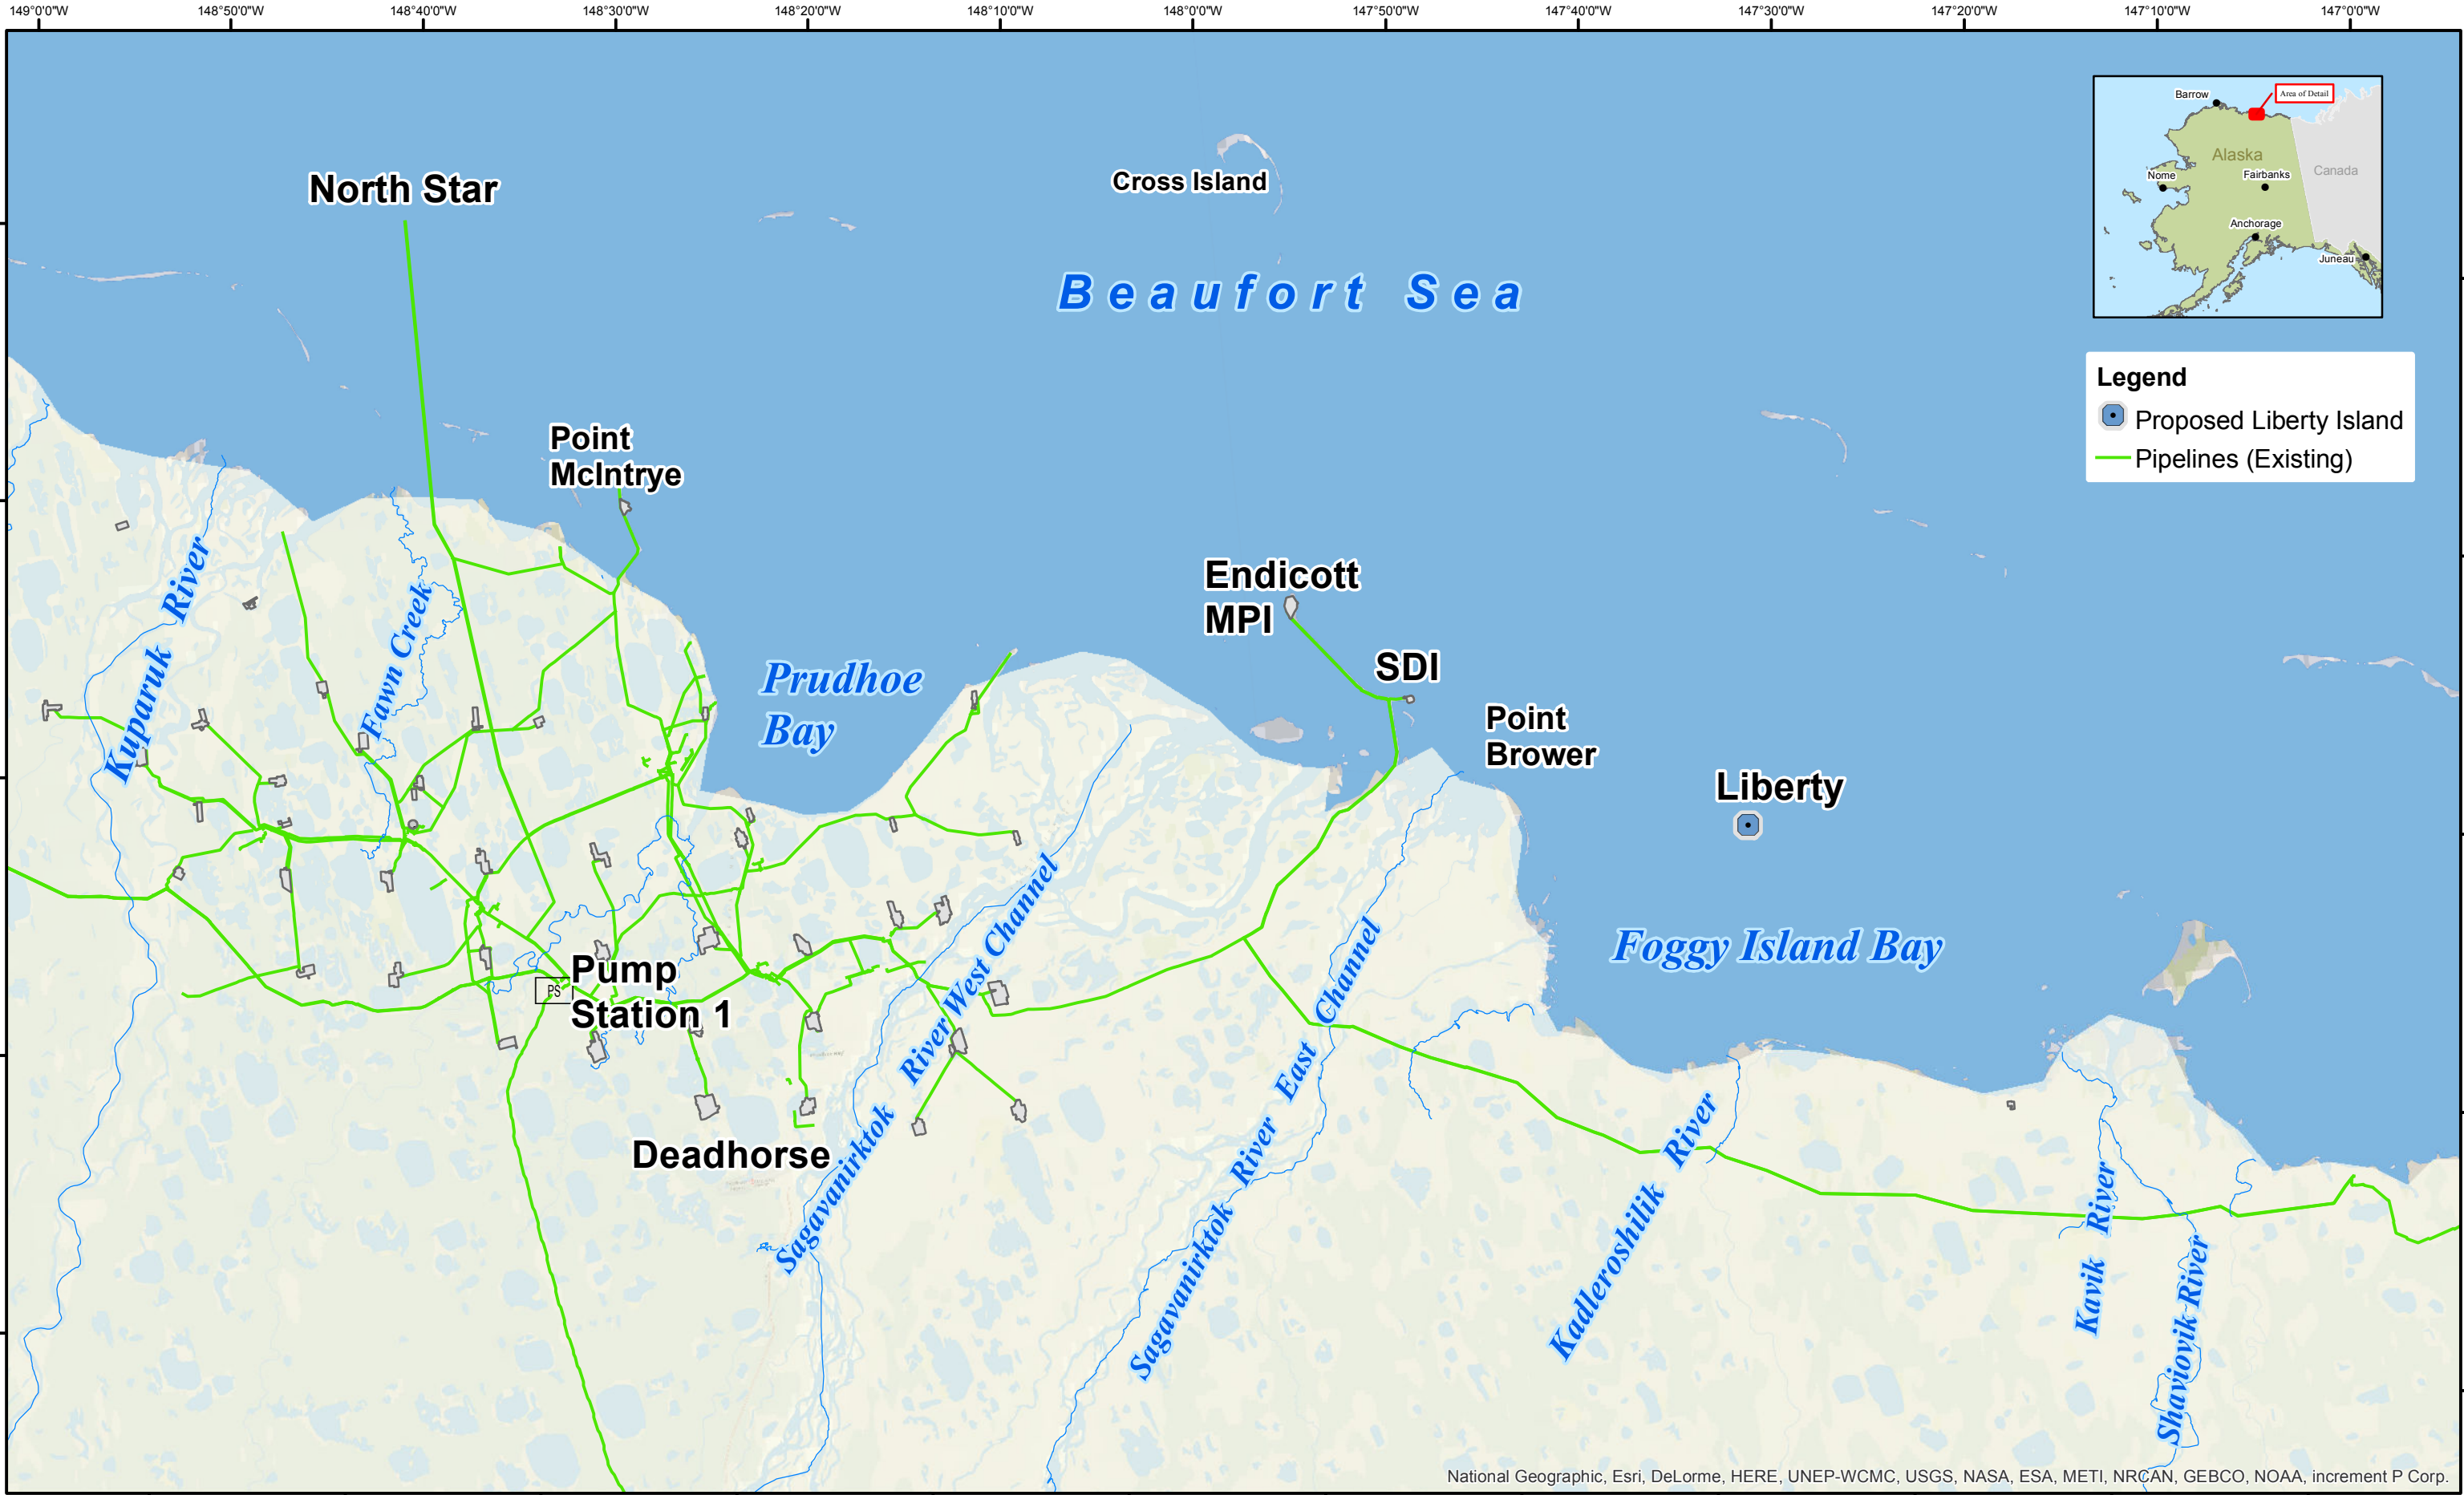 149°0'0"W 148°50'0"W 148°40'0"W 148°30'0"W 148°20'0"W 148°10'0"W 148°0'0"W 147°50'0"W 147°40'0"W 147°30'0"W 147°20'0"W 147°10'0"W 147°0'0"W
Barrow
Area of Detail
Alaska
Canada
Nome
Fairbanks
Anchorage
Juneau
North Star
Cross Island
Beaufort Sea
Legend
Proposed Liberty Island
Pipelines (Existing)
Point
McIntrye
Endicott
MPI
SDI
Prudhoe
Bay
Point
Brower
Liberty
Kuparuk River
Fawn Creek
Foggy Island Bay
PS
Pump
Station 1
Deadhorse
Sagavanirktok River West Channel
Sagavanirktok River East Channel
Kadleroshilik River
Kavik River
Shaviovik River
National Geographic, Esri, DeLorme, HERE, UNEP-WCMC, USGS, NASA, ESA, METI, NRCAN, GEBCO, NOAA, increment P Corp.